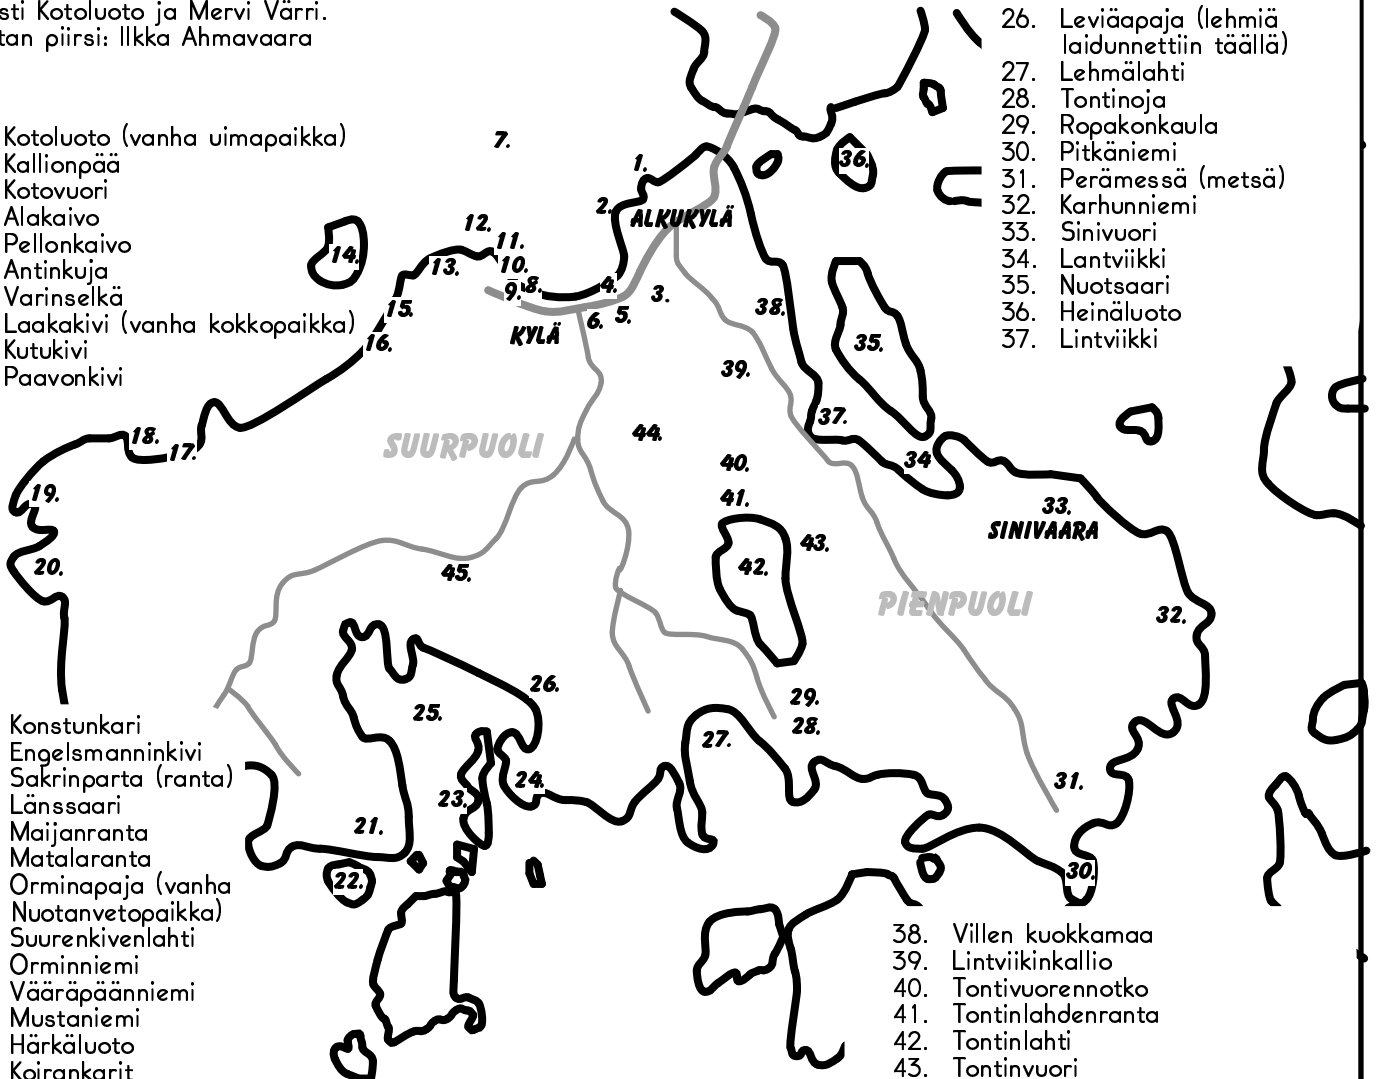 sti Kotoluoto ja Mervi Värri.
tan piirsi: Ilkka Ahmavaara
Kotoluoto (vanha uimapaikka)
Kallionpää
Kotovuori
Alakaivo
Pellonkaivo
Antinkuja
Varinselkä
Laakakivi (vanha kokkopaikka)
Kutukivi
Paavonkivi
26. Leviäapaja (lehmiä
laidunnettiin täällä)
27. Lehmälahti
28. Tontinoja
29. Ropakonkaula
30. Pitkäniemi
31. Perämessä (metsä)
32. Karhunniemi
33. Sinivuori
34. Lantviikki
35. Nuotsaari
36. Heinäluoto
37. Lintviikki
7.
1.
36.
2.
ALKUKYLÄ
12.
11.
14.
13.
10.
8.
9.
4.
3.
15.
5.
6.
38.
KYLÄ
16.
35.
39.
37.
18.
44.
SUURPUOLI
17.
40.
34
19.
41.
33.
SINIVAARA
43.
20.
42.
45.
PIENPUOLI
32.
26.
29.
25.
28.
27.
24.
31.
23.
21.
30.
22.
Konstunkari
Engelsmanninkivi
Sakrinparta (ranta)
Länssaari
Maijanranta
Matalaranta
Orminapaja (vanha
Nuotanvetopaikka)
Suurenkivenlahti
Orminniemi
Vääräpäänniemi
Mustaniemi
Härkäluoto
Koirankarit
38. Villen kuokkamaa
39. Lintviikinkallio
40. Tontivuorennotko
41. Tontinlahdenranta
42. Tontinlahti
43. Tontinvuori